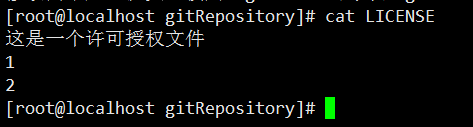 [root@localhost gitRepository]# cat LICENSE
这是一个许可授权文件
1
2
[root@localhost gitRepository]#